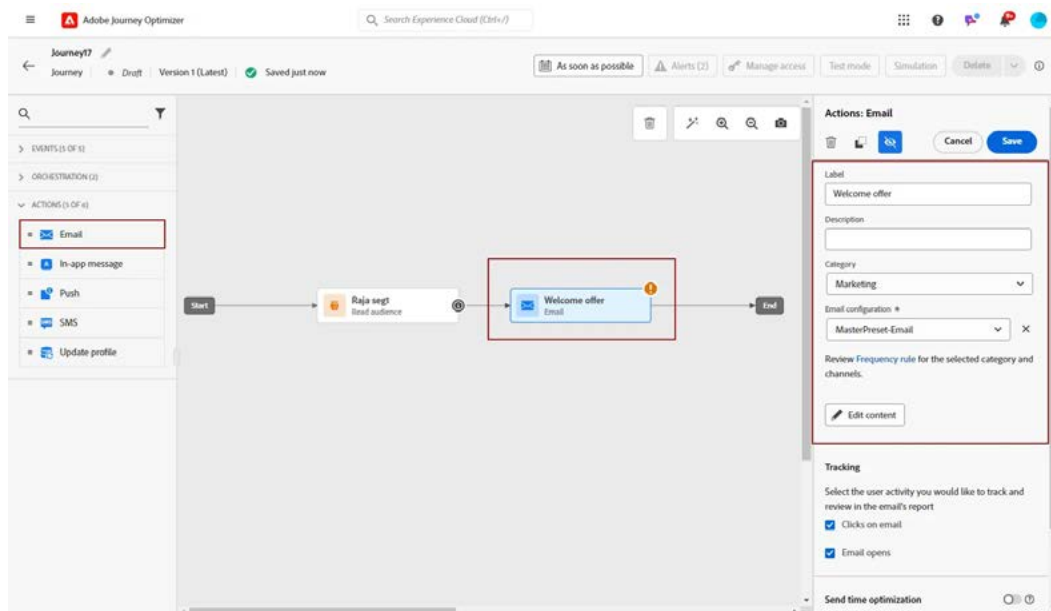 Adobe Journey Optimizer
Search Experience Cloud (Ctrl+/)
Journey17
Journey
Draft
Version 1 (Latest)
Saved just now
As soon as possible
Alerts (2)
Manage access
Test mode
Simulation
Delete
EVENTS (5 OF 5)
ORCHESTRATION (2)
ACTIONS (5 OF 6)
Email
In-app message
Push
SMS
Update profile
Start
Raja seg1
Read audience
Welcome offer
Email
End
Actions: Email
Cancel
Save
Label
Welcome offer
Description
Category
Marketing
Email configuration *
MasterPreset-Email
Review Frequency rule for the selected category and
channels.
Edit content
Tracking
Select the user activity you would like to track and
review in the email's report
Clicks on email
Email opens
Send time optimization